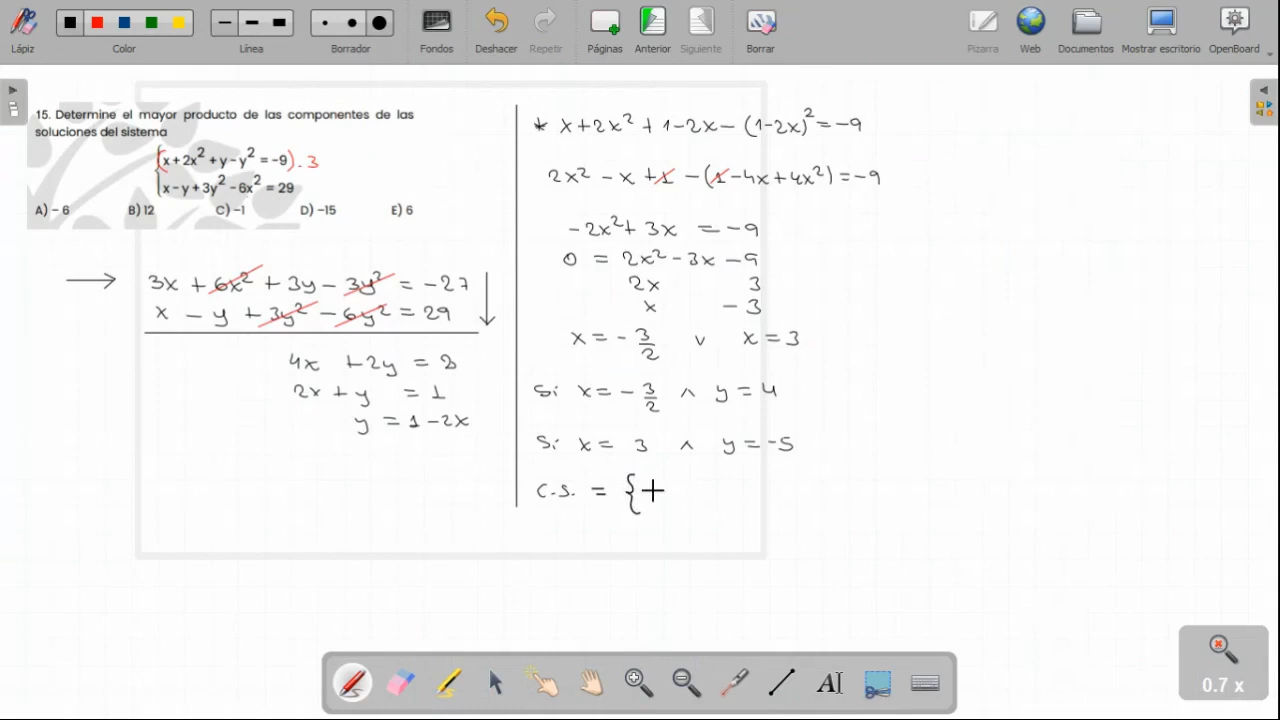 Lápiz
Color
Línea
Borrador
Fondos
Deshacer
Repetir
Páginas
Anterior
Siguiente
Borrar
Pizarra
Web
Documentos
Mostrar escritorio
OpenBoard
15. Determine el mayor producto de las componentes de las
soluciones del sistema
x+2x² + y - y² = -9 ) . 3
x - y + 3y² - 6x² = 29
A) - 6 B) 12 C) -1 D) -15 E) 6
3x + 6x² + 3y - 3y² = -27
x - y + 3y² - 6y² = 29
4x + 2y = 2
2x + y = 1
y = 1 - 2x
* x + 2x² + 1 - 2x - (1-2x)² = -9
2x² - x + 1 - (1 - 4x + 4x²) = -9
-2x² + 3x = -9
0 = 2x² - 3x - 9
2x 3
x - 3
x = - 3/2 v x = 3
Si x = - 3/2 ∧ y = 4
Si x = 3 ∧ y = -5
C.S. = {
0.7 x